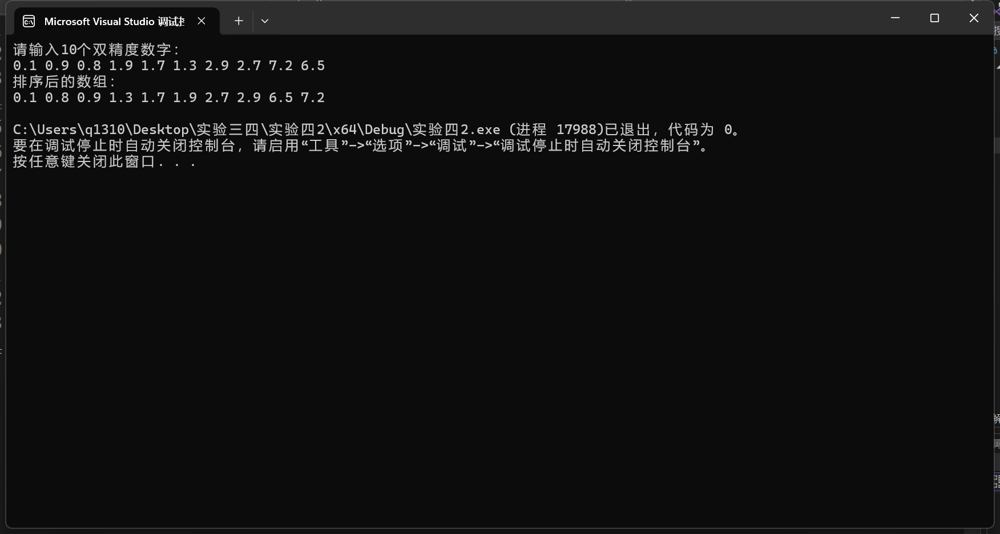 Microsoft Visual Studio 调试
请输入10个双精度数字:
0.1 0.9 0.8 1.9 1.7 1.3 2.9 2.7 7.2 6.5
排序后的数组:
0.1 0.8 0.9 1.3 1.7 1.9 2.7 2.9 6.5 7.2
C:\Users\q1310\Desktop\实验三四\实验四2\x64\Debug\实验四2.exe (进程 17988)已退出，代码为 0。
要在调试停止时自动关闭控制台，请启用“工具”->“选项”->“调试”->“调试停止时自动关闭控制台”。
按任意键关闭此窗口. . .